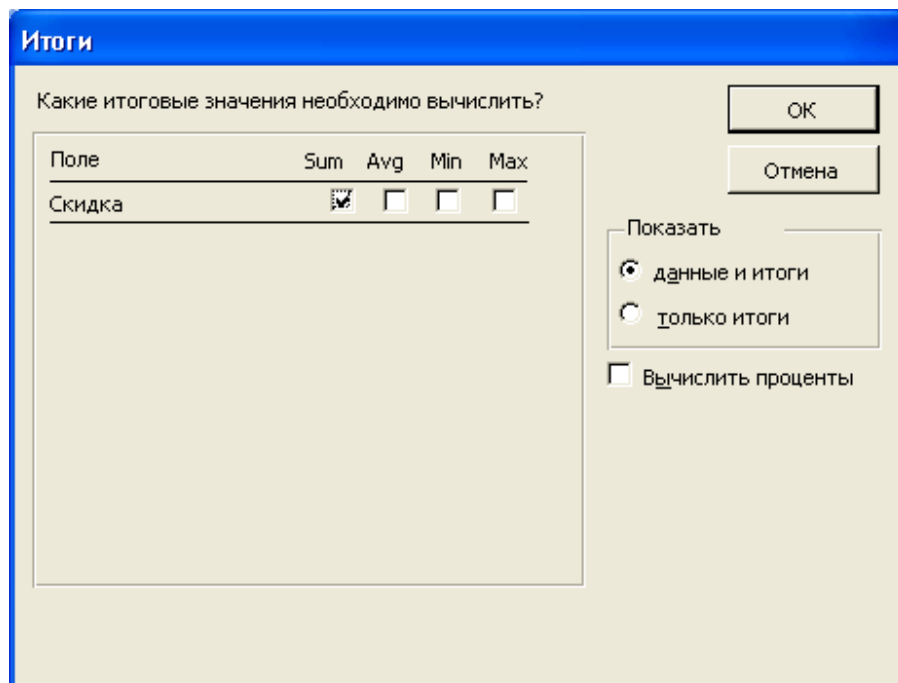 Итоги
Какие итоговые значения необходимо вычислить?
OK
Поле Sum Avg Min Max
Отмена
Скидка
Показать
данные и итоги
только итоги
Вычислить проценты